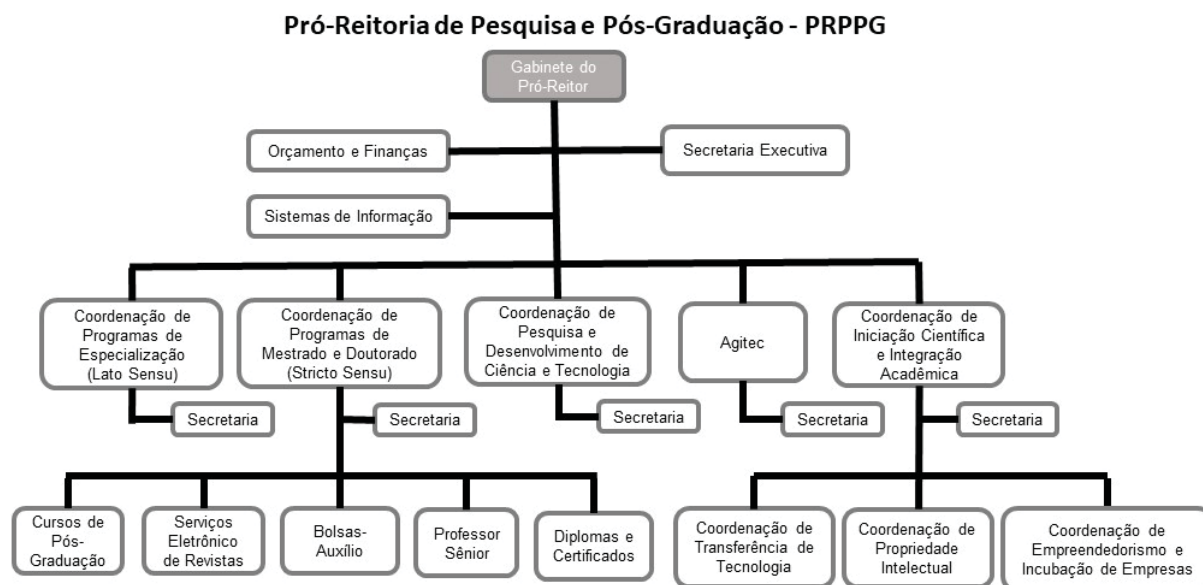 Pró-Reitoria de Pesquisa e Pós-Graduação - PRPPG
Gabinete do
Pró-Reitor
Orçamento e Finanças
Secretaria Executiva
Sistemas de Informação
Coordenação de
Programas de
Especialização
(Lato Sensu)
Coordenação de
Programas de
Mestrado e Doutorado
(Stricto Sensu)
Coordenação de
Pesquisa e
Desenvolvimento de
Ciência e Tecnologia
Agitec
Coordenação de
Iniciação Científica
e Integração
Acadêmica
Secretaria
Secretaria
Secretaria
Secretaria
Secretaria
Cursos de
Pós-
Graduação
Serviços
Eletrônico
de Revistas
Bolsas-
Auxílio
Professor
Sênior
Diplomas e
Certificados
Coordenação de
Transferência de
Tecnologia
Coordenação de
Propriedade
Intelectual
Coordenação de
Empreendedorismo e
Incubação de Empresas